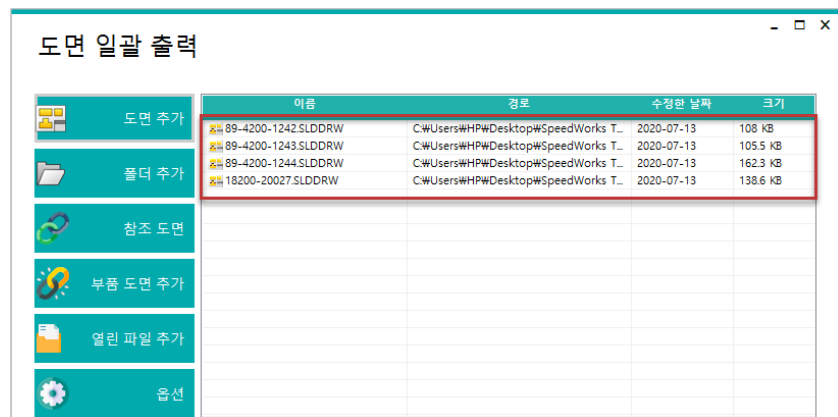 도면 일괄 출력
도면 추가
폴더 추가
참조 도면
부품 도면 추가
열린 파일 추가
옵션
이름 경로 수정한 날짜 크기
89-4200-1242.SLDDRW C:₩Users₩HP₩Desktop₩SpeedWorks T... 2020-07-13 108 KB
89-4200-1243.SLDDRW C:₩Users₩HP₩Desktop₩SpeedWorks T... 2020-07-13 105.5 KB
89-4200-1244.SLDDRW C:₩Users₩HP₩Desktop₩SpeedWorks T... 2020-07-13 162.3 KB
18200-20027.SLDDRW C:₩Users₩HP₩Desktop₩SpeedWorks T... 2020-07-13 138.6 KB